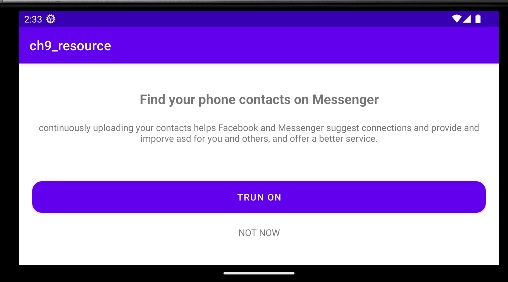 2:33
ch9_resource
Find your phone contacts on Messenger
continuously uploading your contacts helps Facebook and Messenger suggest connections and provide and
imporve asd for you and others, and offer a better service.
TRUN ON
NOT NOW